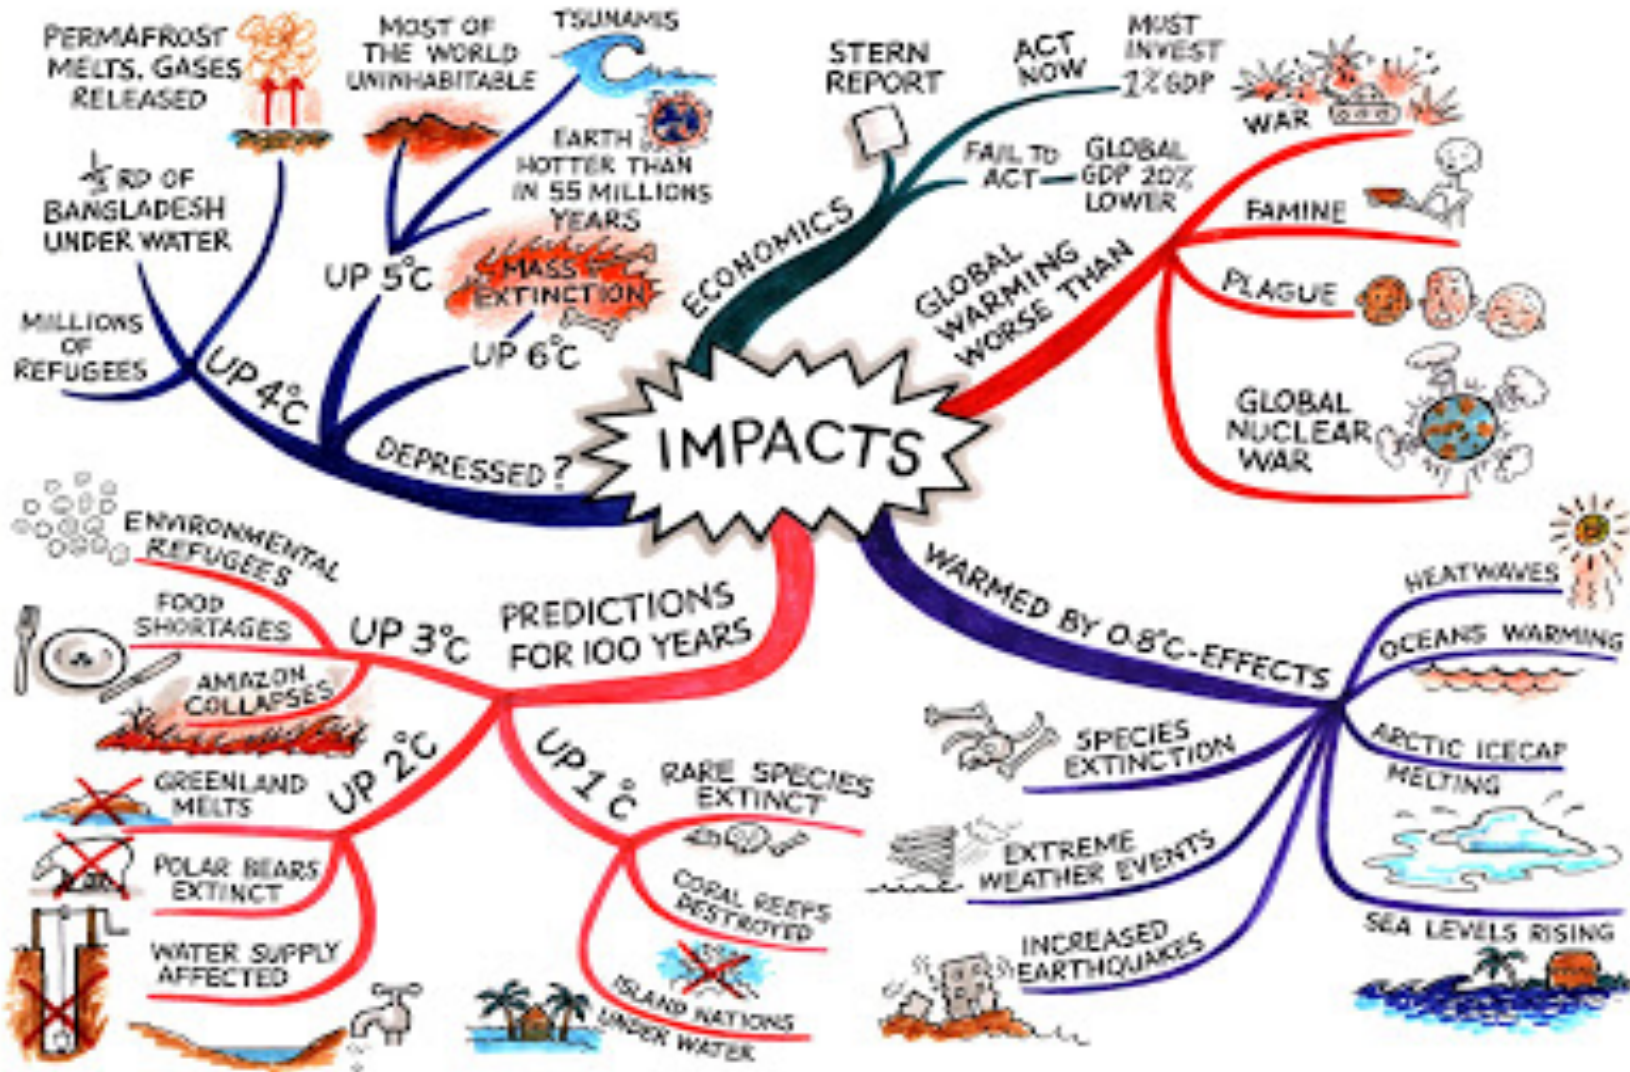 IMPACTS
ECONOMICS
STERN
REPORT
ACT
NOW
MUST
INVEST
1% GDP
FAIL TO
ACT
GLOBAL
GDP 20%
LOWER
GLOBAL
WARMING
WORSE THAN
WAR
FAMINE
PLAGUE
GLOBAL
NUCLEAR
WAR
WARMED BY 0.8°C-EFFECTS
HEATWAVES
OCEANS WARMING
ARCTIC ICECAP
MELTING
SEA LEVELS RISING
SPECIES
EXTINCTION
EXTREME
WEATHER EVENTS
INCREASED
EARTHQUAKES
PREDICTIONS
FOR 100 YEARS
UP 1°C
RARE SPECIES
EXTINCT
CORAL REEFS
DESTROYED
ISLAND NATIONS
UNDER WATER
UP 2°C
GREENLAND
MELTS
POLAR BEARS
EXTINCT
WATER SUPPLY
AFFECTED
UP 3°C
ENVIRONMENTAL
REFUGEES
FOOD
SHORTAGES
AMAZON
COLLAPSES
DEPRESSED?
UP 4°C
PERMAFROST
MELTS. GASES
RELEASED
⅓ RD OF
BANGLADESH
UNDER WATER
MILLIONS
OF
REFUGEES
UP 5°C
MOST OF
THE WORLD
UNINHABITABLE
TSUNAMIS
EARTH
HOTTER THAN
IN 55 MILLIONS
YEARS
UP 6°C
MASS
EXTINCTION